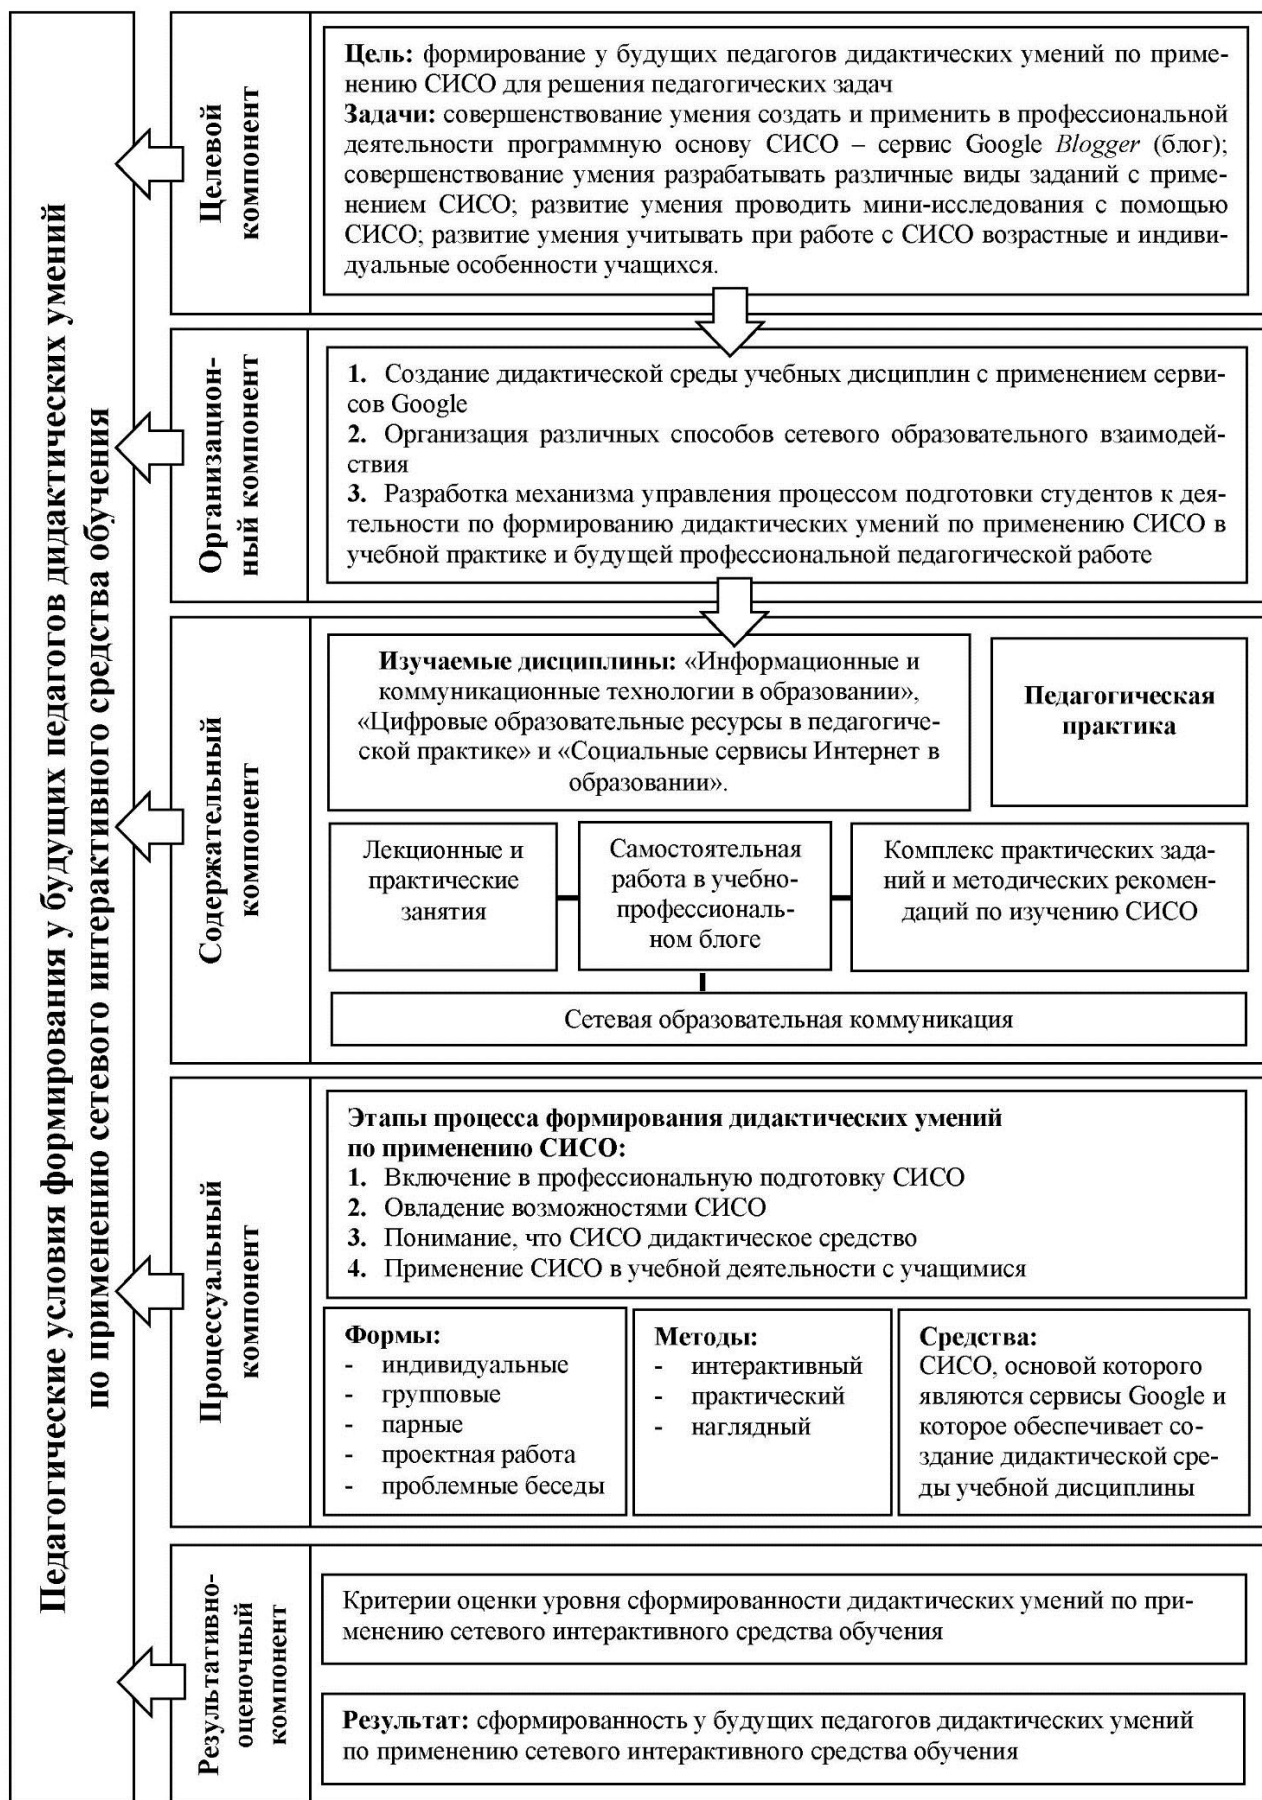 Педагогические условия формирования у будущих педагогов дидактических умений
по применению сетевого интерактивного средства обучения
Целевой
компонент
Цель: формирование у будущих педагогов дидактических умений по приме-
нению СИСО для решения педагогических задач
Задачи: совершенствование умения создать и применить в профессиональной
деятельности программную основу СИСО – сервис Google Blogger (блог);
совершенствование умения разрабатывать различные виды заданий с приме-
нением СИСО; развитие умения проводить мини-исследования с помощью
СИСО; развитие умения учитывать при работе с СИСО возрастные и индиви-
дуальные особенности учащихся.
Организацион-
ный компонент
1. Создание дидактической среды учебных дисциплин с применением серви-
сов Google
2. Организация различных способов сетевого образовательного взаимодей-
ствия
3. Разработка механизма управления процессом подготовки студентов к де-
ятельности по формированию дидактических умений по применению СИСО в
учебной практике и будущей профессиональной педагогической работе
Содержательный
компонент
Изучаемые дисциплины: «Информационные и
коммуникационные технологии в образовании»,
«Цифровые образовательные ресурсы в педагогиче-
ской практике» и «Социальные сервисы Интернет в
образовании».
Педагогическая
практика
Лекционные и
практические
занятия
Самостоятельная
работа в учебно-
профессиональ-
ном блоге
Комплекс практических зада-
ний и методических рекомен-
даций по изучению СИСО
Сетевая образовательная коммуникация
Процессуальный
компонент
Этапы процесса формирования дидактических умений
по применению СИСО:
1. Включение в профессиональную подготовку СИСО
2. Овладение возможностями СИСО
3. Понимание, что СИСО дидактическое средство
4. Применение СИСО в учебной деятельности с учащимися
Формы:
- индивидуальные
- групповые
- парные
- проектная работа
- проблемные беседы
Методы:
- интерактивный
- практический
- наглядный
Средства:
СИСО, основой которого
являются сервисы Google и
которое обеспечивает со-
здание дидактической сре-
ды учебной дисциплины
Результативно-
оценочный
компонент
Критерии оценки уровня сформированности дидактических умений по при-
менению сетевого интерактивного средства обучения
Результат: сформированность у будущих педагогов дидактических умений
по применению сетевого интерактивного средства обучения